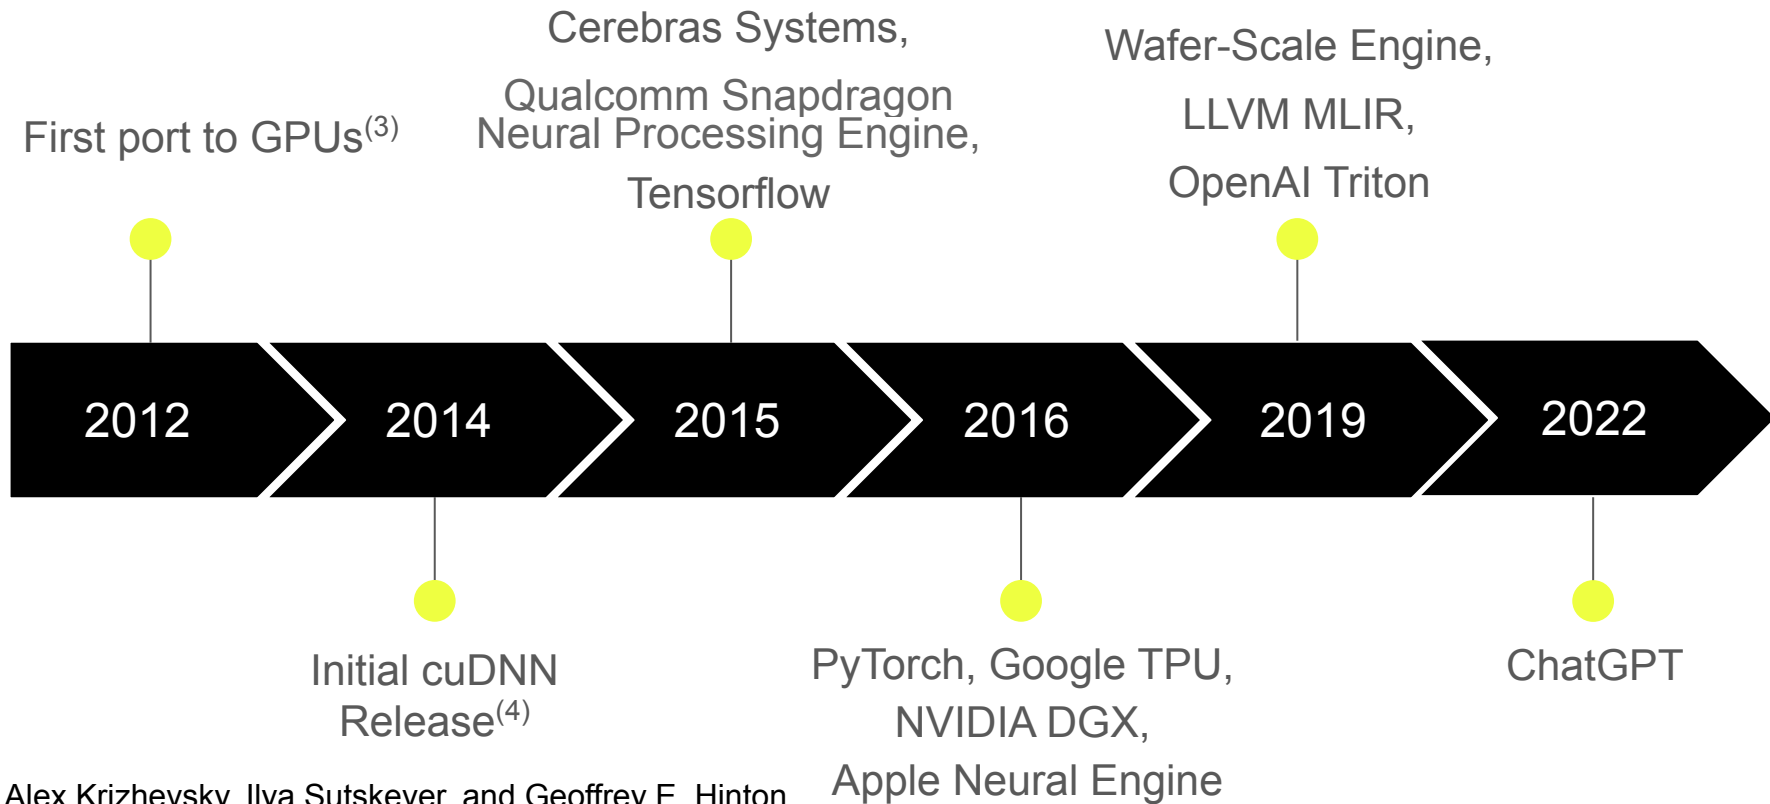 Cerebras Systems,
Qualcomm Snapdragon
Neural Processing Engine,
Tensorflow
Wafer-Scale Engine,
LLVM MLIR,
OpenAI Triton
First port to GPUs(3)
2012
2014
2015
2016
2019
2022
Initial cuDNN
Release(4)
PyTorch, Google TPU,
NVIDIA DGX,
Apple Neural Engine
ChatGPT
Alex Krizhevsky, Ilya Sutskever, and Geoffrey E. Hinton